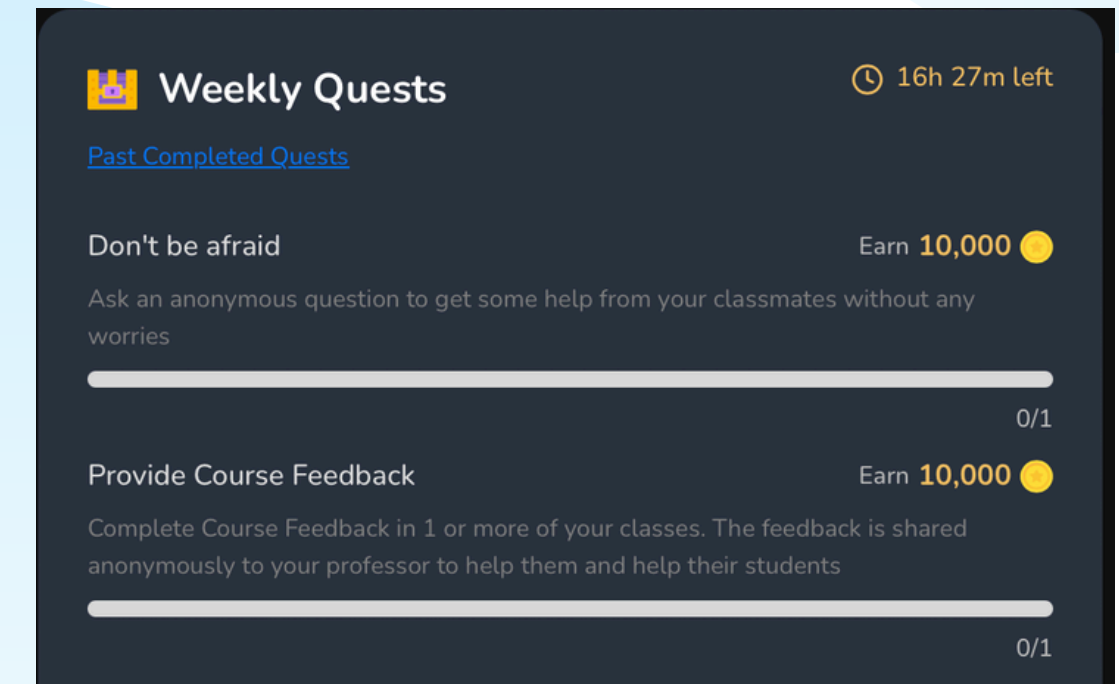 Weekly Quests
16h 27m left
Past Completed Quests
Don't be afraid
Earn 10,000
Ask an anonymous question to get some help from your classmates without any
worries
0/1
Provide Course Feedback
Earn 10,000
Complete Course Feedback in 1 or more of your classes. The feedback is shared
anonymously to your professor to help them and help their students
0/1